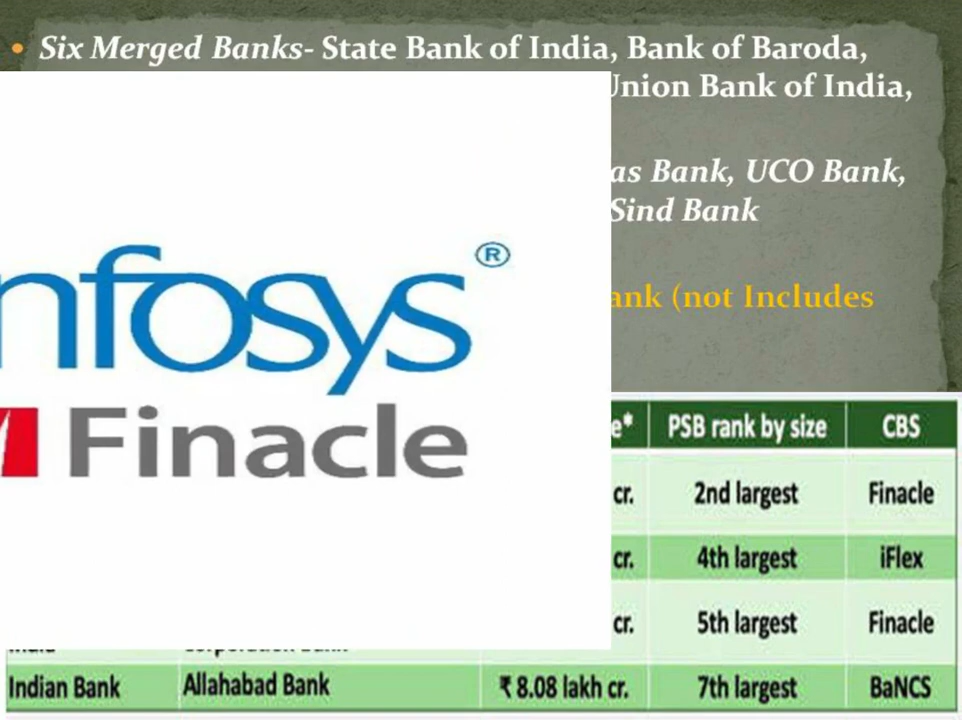 • Six Merged Banks- State Bank of India, Bank of Baroda,
Union Bank of India,
as Bank, UCO Bank,
Sind Bank
ank (not Includes
nfosys®
Finacle
e* PSB rank by size CBS
cr. 2nd largest Finacle
cr. 4th largest iFlex
cr. 5th largest Finacle
Indian Bank Allahabad Bank ₹ 8.08 lakh cr. 7th largest BaNCS